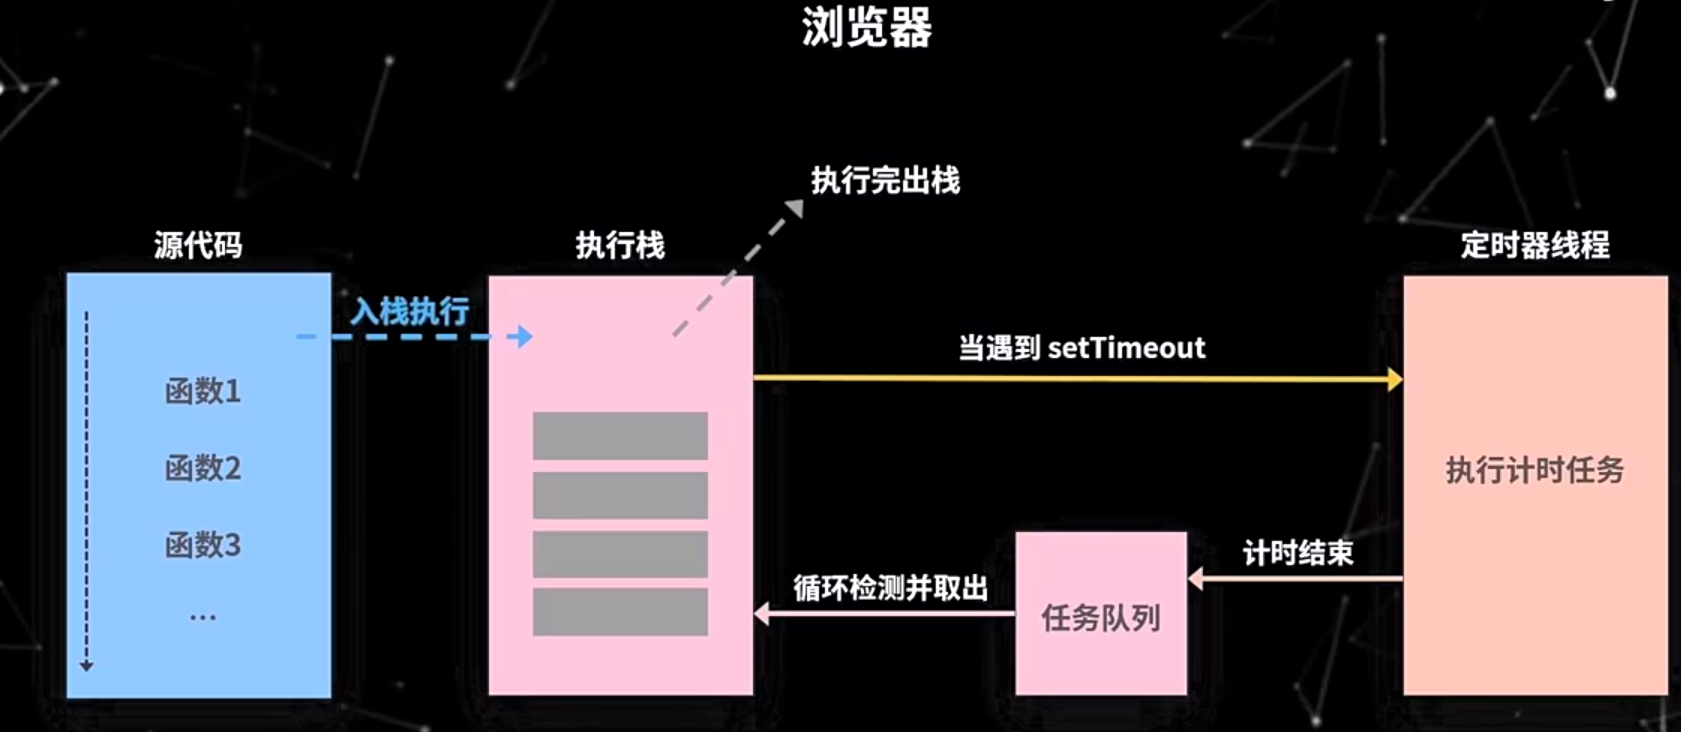 浏览器
执行完出栈
源代码
执行栈
定时器线程
入栈执行
当遇到 setTimeout
函数1
函数2
函数3
...
执行计时任务
计时结束
循环检测并取出
任务队列